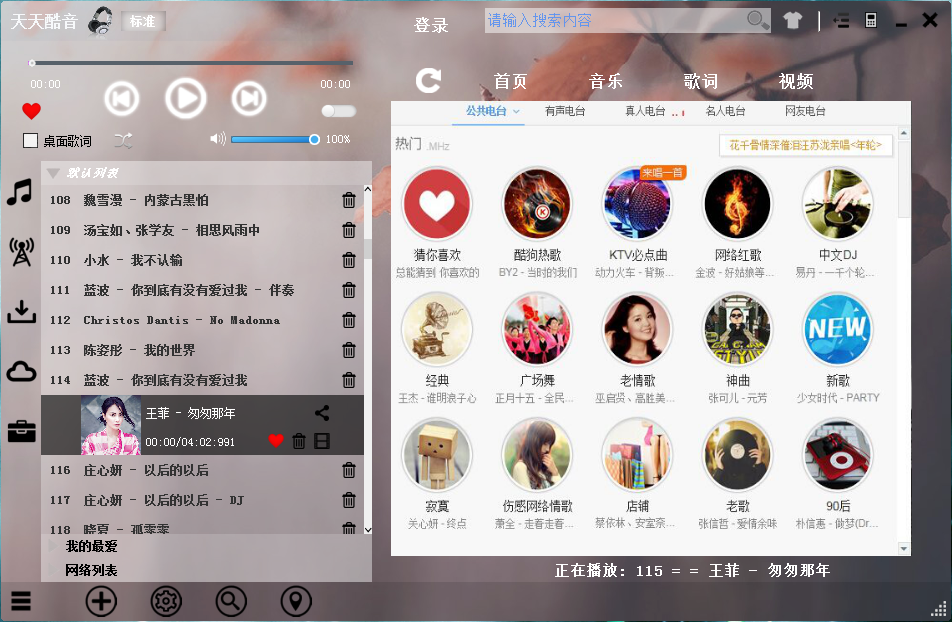 天天酷音 标准
登录
请输入搜索内容
00:00 00:00
桌面歌词
100%
默认列表
108 魏雪漫 - 内蒙古黑怕
109 汤宝如、张学友 - 相思风雨中
110 小水 - 我不认输
111 蓝波 - 你到底有没有爱过我 - 伴奏
112 Christos Dantis - No Madonna
113 陈姿彤 - 我的世界
114 蓝波 - 你到底有没有爱过我
王菲 - 匆匆那年
00:00/04:02:991
116 庄心妍 - 以后的以后
117 庄心妍 - 以后的以后 - DJ
118 晓夏 - 孤零零
我的最爱
网络列表
首页 音乐 歌词 视频
公共电台 有声电台 真人电台 名人电台 网友电台
热门 .MHz
花千骨情深催泪汪苏泷亲唱<年轮>
来唱一首
猜你喜欢 酷狗热歌 KTV必点曲 网络红歌 中文DJ
总能猜到 你喜欢的 BY2 - 当时的我们 动力火车 - 背叛... 金波 - 好姑娘等... 易丹 - 一千个轮...
NEW
经典 广场舞 老情歌 神曲 新歌
王杰 - 谁明浪子心 正月十五 - 全民... 巫启贤、高胜美... 张可儿 - 元芳 少女时代 - PARTY
寂寞 伤感网络情歌 店铺 老歌 90后
关心妍 - 终点 萧全 - 走着走着... 蔡依林、安室奈... 张信哲 - 爱情余味 朴信惠 - 做梦(Dr...
正在播放: 115 = = 王菲 - 匆匆那年